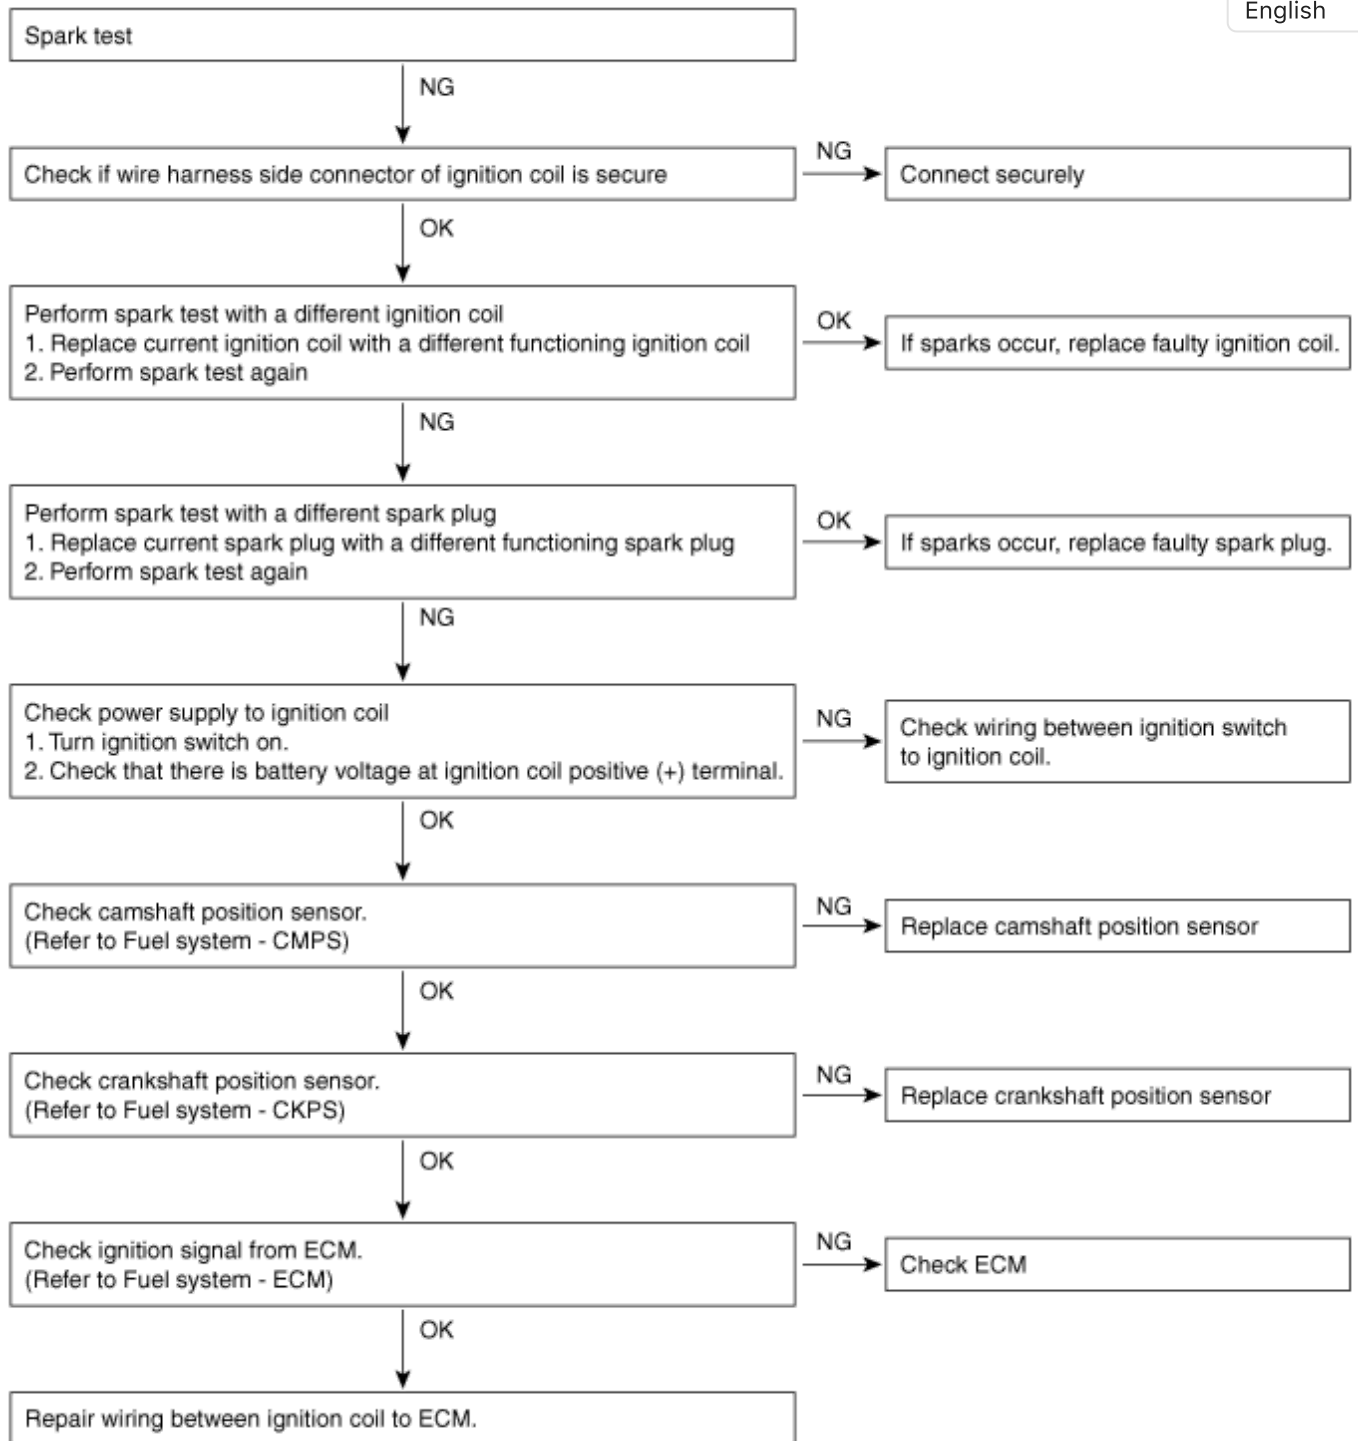 English
Spark test
NG
Check if wire harness side connector of ignition coil is secure
NG
Connect securely
OK
Perform spark test with a different ignition coil
1. Replace current ignition coil with a different functioning ignition coil
2. Perform spark test again
OK
If sparks occur, replace faulty ignition coil.
NG
Perform spark test with a different spark plug
1. Replace current spark plug with a different functioning spark plug
2. Perform spark test again
OK
If sparks occur, replace faulty spark plug.
NG
Check power supply to ignition coil
1. Turn ignition switch on.
2. Check that there is battery voltage at ignition coil positive (+) terminal.
NG
Check wiring between ignition switch
to ignition coil.
OK
Check camshaft position sensor.
(Refer to Fuel system - CMPS)
NG
Replace camshaft position sensor
OK
Check crankshaft position sensor.
(Refer to Fuel system - CKPS)
NG
Replace crankshaft position sensor
OK
Check ignition signal from ECM.
(Refer to Fuel system - ECM)
NG
Check ECM
OK
Repair wiring between ignition coil to ECM.